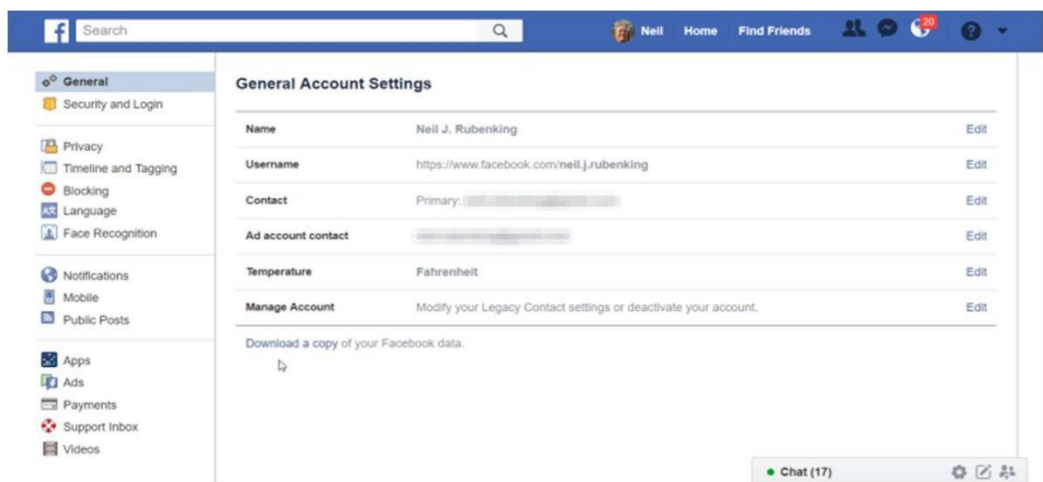 f Search Neil Home Find Friends 20
General
Security and Login
Privacy
Timeline and Tagging
Blocking
Language
Face Recognition
Notifications
Mobile
Public Posts
Apps
Ads
Payments
Support Inbox
Videos
General Account Settings
Name Neil J. Rubenking Edit
Username https://www.facebook.com/neil.j.rubenking Edit
Contact Primary: Edit
Ad account contact Edit
Temperature Fahrenheit Edit
Manage Account Modify your Legacy Contact settings or deactivate your account. Edit
Download a copy of your Facebook data.
Chat (17)